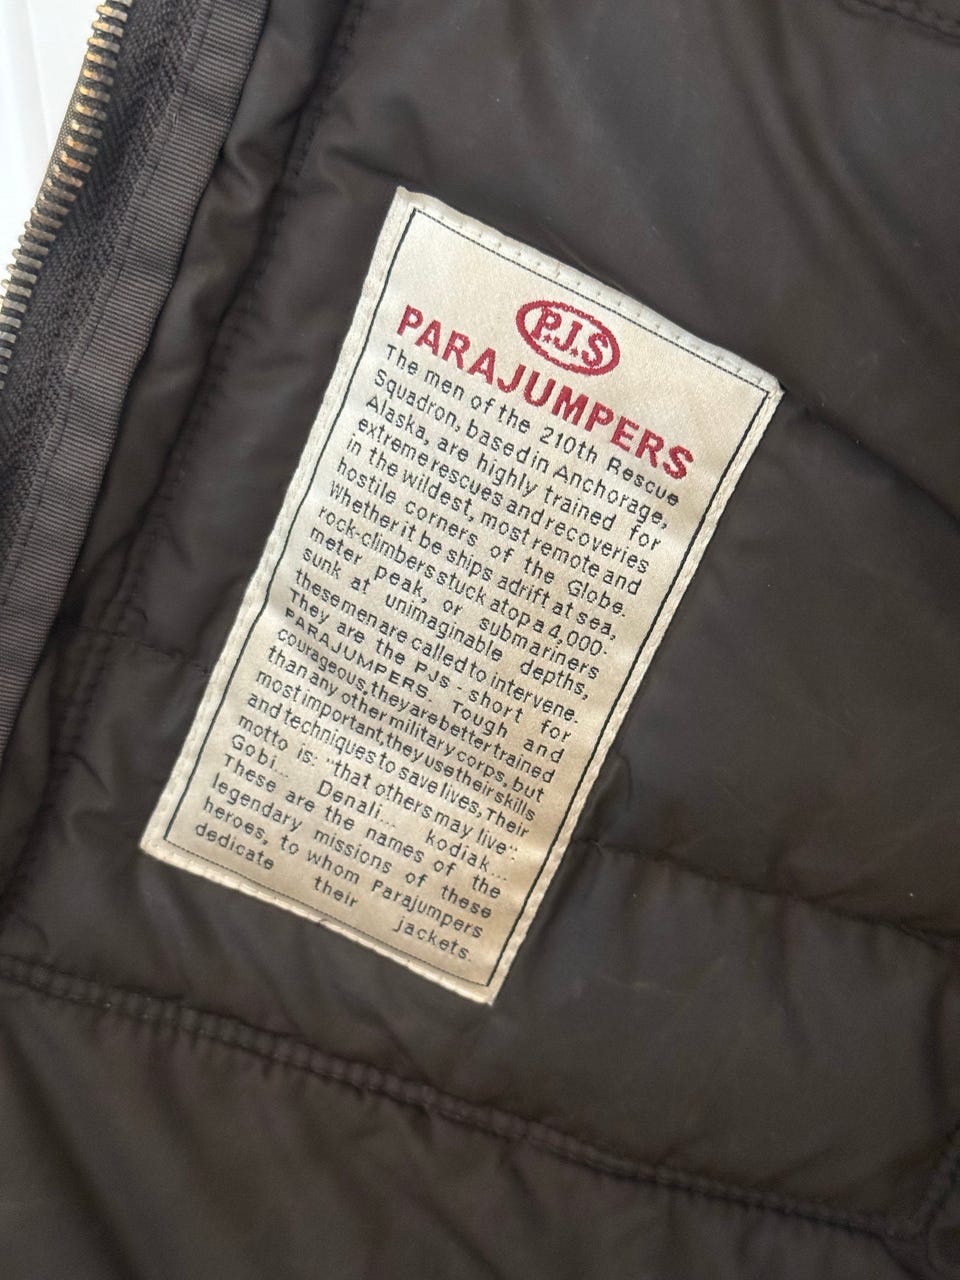 P.J.S
PARAJUMPERS
The men of the 210th Rescue
Squadron, based in Anchorage,
Alaska, are highly trained for
extreme rescues and recoveries
in the wildest, most remote and
hostile corners of the Globe.
Whether it be ships adrift at sea,
rock-climbers stuck atop a 4,000-
meter peak, or submariners
sunk at unimaginable depths,
these men are called to intervene.
They are the PJs - short for
PARAJUMPERS. Tough and
courageous, they are better trained
than any other military corps, but
most important, they use their skills
and techniques to save lives, Their
motto is: "that others may live".
Gobi... Denali... kodiak...
These are the names of the
legendary missions of these
heroes, to whom Parajumpers
dedicate their jackets.